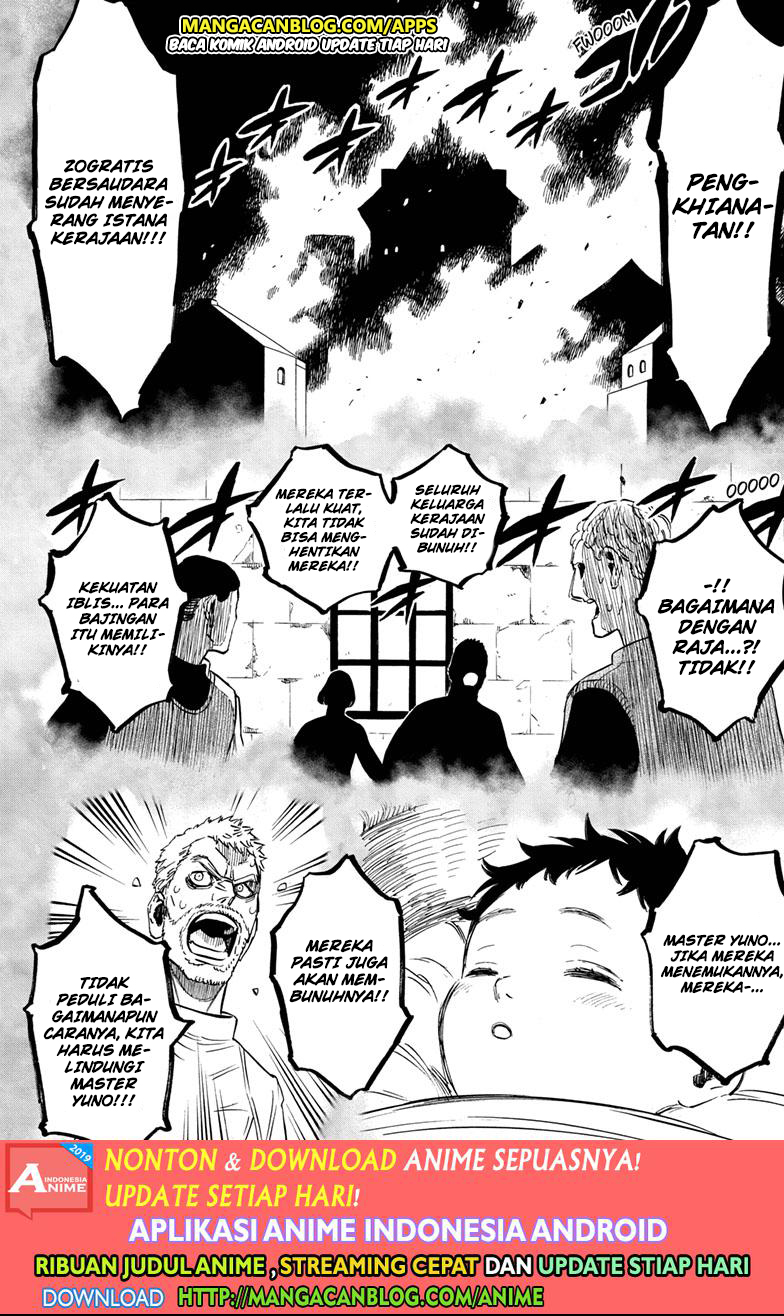 MANGACANBLOG.COM/APPS
BACA KOMIK ANDROID UPDATE TIAP HARI
FWOOOM
PENG-
KHIANA-
TAN!!
ZOGRATIS
BERSAUDARA
SUDAH MENYE-
RANG ISTANA
KERAJAAN!!!
OOOOO
-!!
BAGAIMANA
DENGAN
RAJA...?!
TIDAK!!
SELURUH
KELUARGA
KERAJAAN
SUDAH DI-
BUNUH!!
MEREKA TER-
LALU KUAT,
KITA TIDAK
BISA MENG-
HENTIKAN
MEREKA!!
KEKUATAN
IBLIS... PARA
BAJINGAN
ITU MEMILI-
KINYA!!
MASTER YUNO...
JIKA MEREKA
MENEMUKANNYA,
MEREKA-...
MEREKA
PASTI JUGA
AKAN MEM-
BUNUHNYA!!
TIDAK
PEDULI BA-
GAIMANAPUN
CARANYA, KITA
HARUS ME-
LINDUNGI
MASTER
YUNO!!!
2019
INDONESIA
ANIME
NONTON & DOWNLOAD ANIME SEPUASNYA!
UPDATE SETIAP HARI!
APLIKASI ANIME INDONESIA ANDROID
RIBUAN JUDUL ANIME , STREAMING CEPAT DAN UPDATE STIAP HARI
DOWNLOAD HTTP://MANGACANBLOG.COM/ANIME